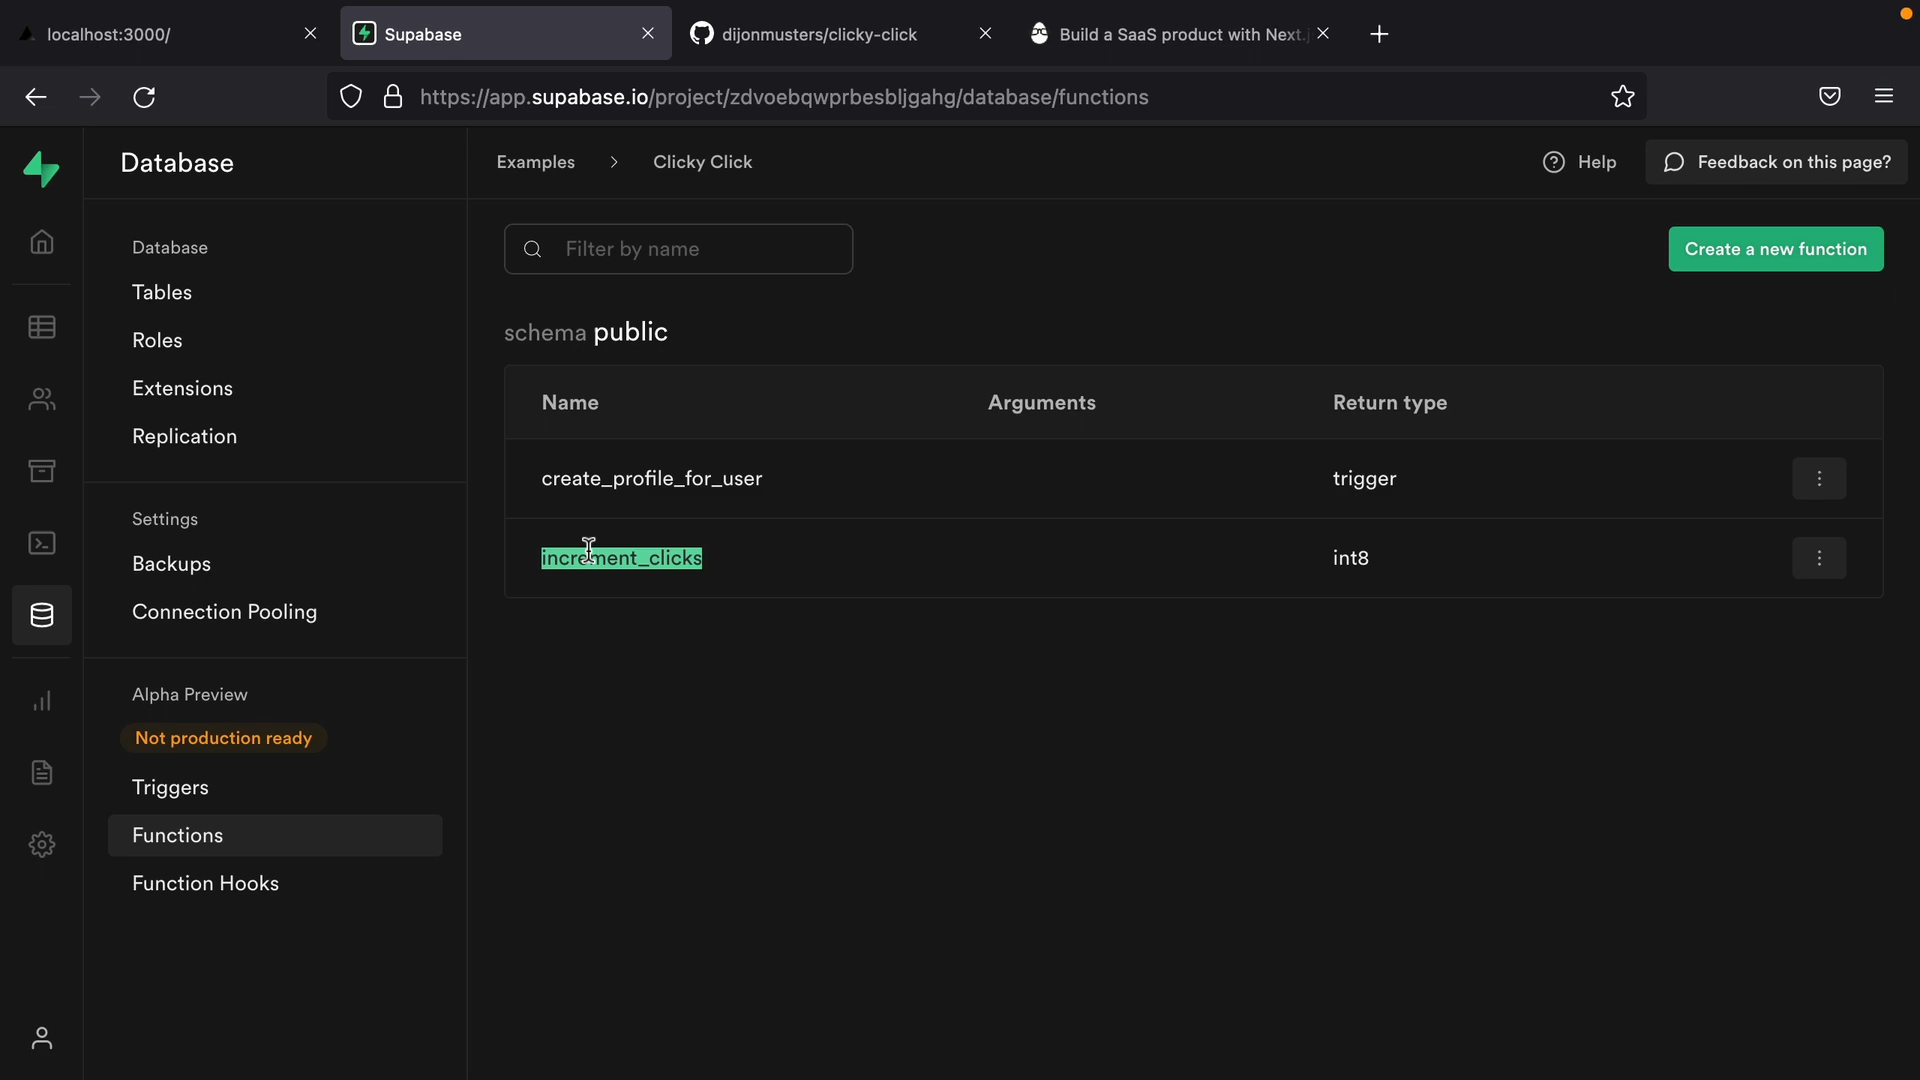 localhost:3000/
Supabase
dijonmusters/clicky-click
Build a SaaS product with Next.j
https://app.supabase.io/project/zdvoebqwprbesbljgahg/database/functions
Database
Examples > Clicky Click
Help
Feedback on this page?
Database
Tables
Roles
Extensions
Replication
Settings
Backups
Connection Pooling
Alpha Preview
Not production ready
Triggers
Functions
Function Hooks
Filter by name
Create a new function
schema public
Name Arguments Return type
create_profile_for_user trigger
increment_clicks int8